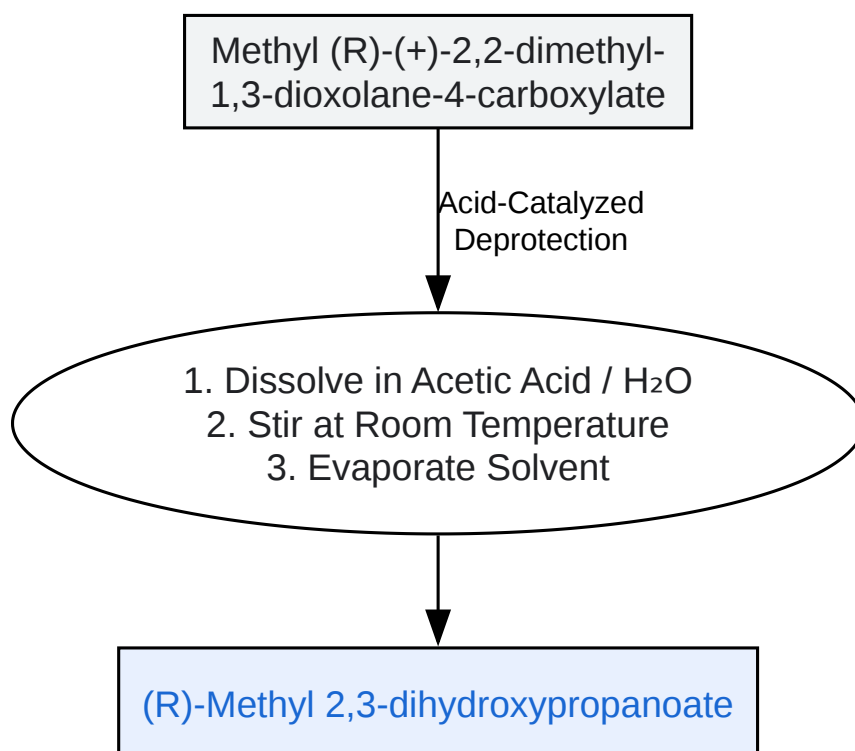 Methyl (R)-(+)-2,2-dimethyl-
1,3-dioxolane-4-carboxylate
Acid-Catalyzed
Deprotection
1. Dissolve in Acetic Acid / H₂O
2. Stir at Room Temperature
3. Evaporate Solvent
(R)-Methyl 2,3-dihydroxypropanoate